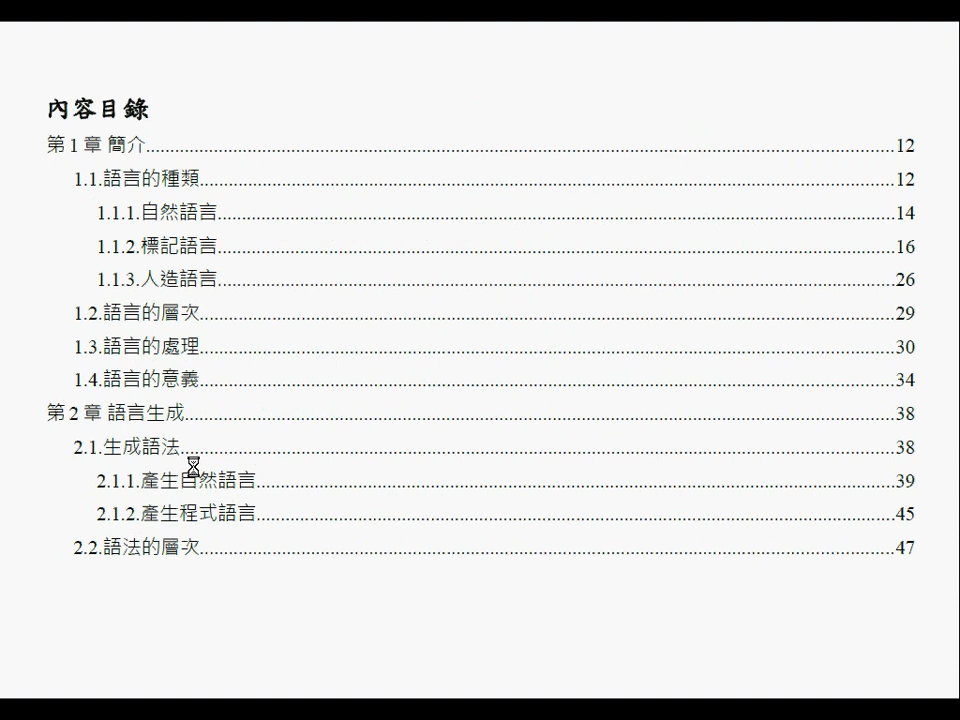 內容目錄
第 1 章 簡介........................................12
1.1.語言的種類........................................12
1.1.1.自然語言........................................14
1.1.2.標記語言........................................16
1.1.3.人造語言........................................26
1.2.語言的層次........................................29
1.3.語言的處理........................................30
1.4.語言的意義........................................34
第 2 章 語言生成........................................38
2.1.生成語法........................................38
2.1.1.產生自然語言........................................39
2.1.2.產生程式語言........................................45
2.2.語法的層次........................................47